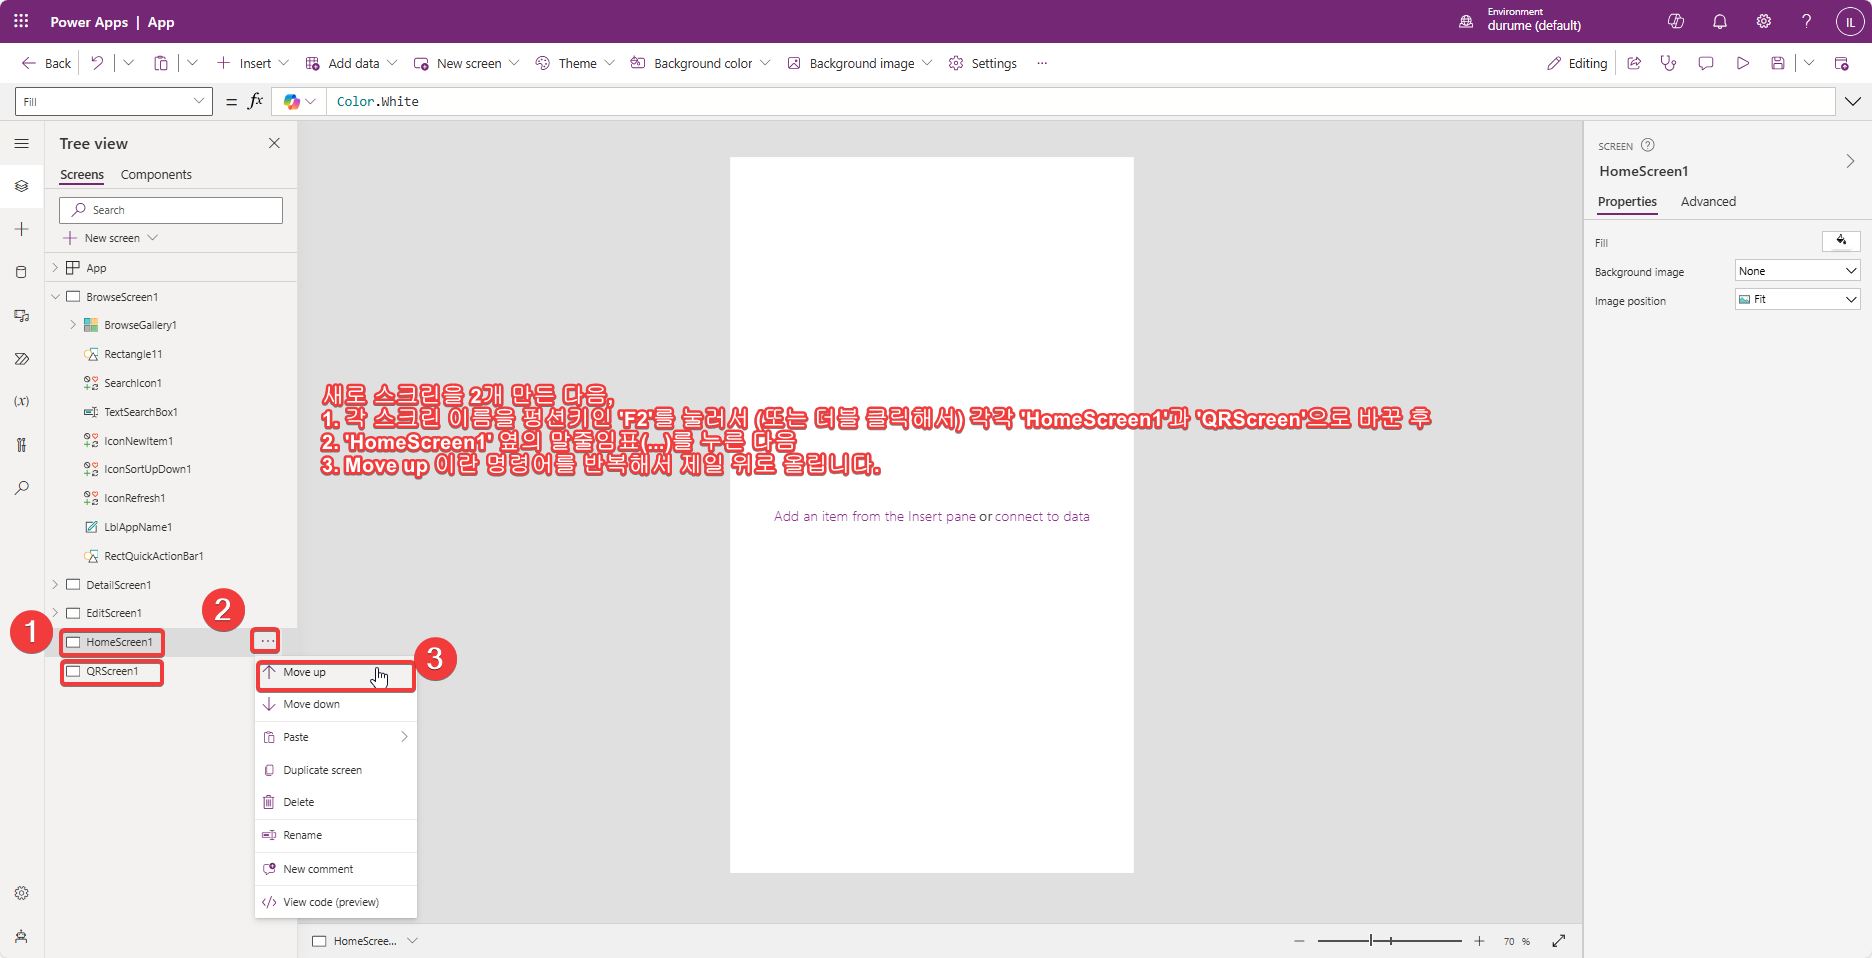 Power Apps | App
Environment
durume (default)
IL
Back
Insert
Add data
New screen
Theme
Background color
Background image
Settings
Editing
Fill
= fx
Color.White
Tree view
Screens
Components
Search
New screen
App
BrowseScreen1
BrowseGallery1
Rectangle11
SearchIcon1
TextSearchBox1
IconNewItem1
IconSortUpDown1
IconRefresh1
LblAppName1
RectQuickActionBar1
DetailScreen1
EditScreen1
HomeScreen1
QRScreen1
1
2
3
...
Move up
Move down
Paste
Duplicate screen
Delete
Rename
New comment
View code (preview)
새로 스크린을 2개 만든 다음,
1. 각 스크린 이름을 펑션키인 'F2'를 눌러서 (또는 더블 클릭해서) 각각 'HomeScreen1'과 'QRScreen'으로 바꾼 후
2. 'HomeScreen1' 옆의 말줄임표(...)를 누른 다음
3. Move up 이란 명령어를 반복해서 제일 위로 올립니다.
Add an item from the Insert pane or connect to data
SCREEN
HomeScreen1
Properties
Advanced
Fill
Background image
None
Image position
Fit
HomeScree...
70 %